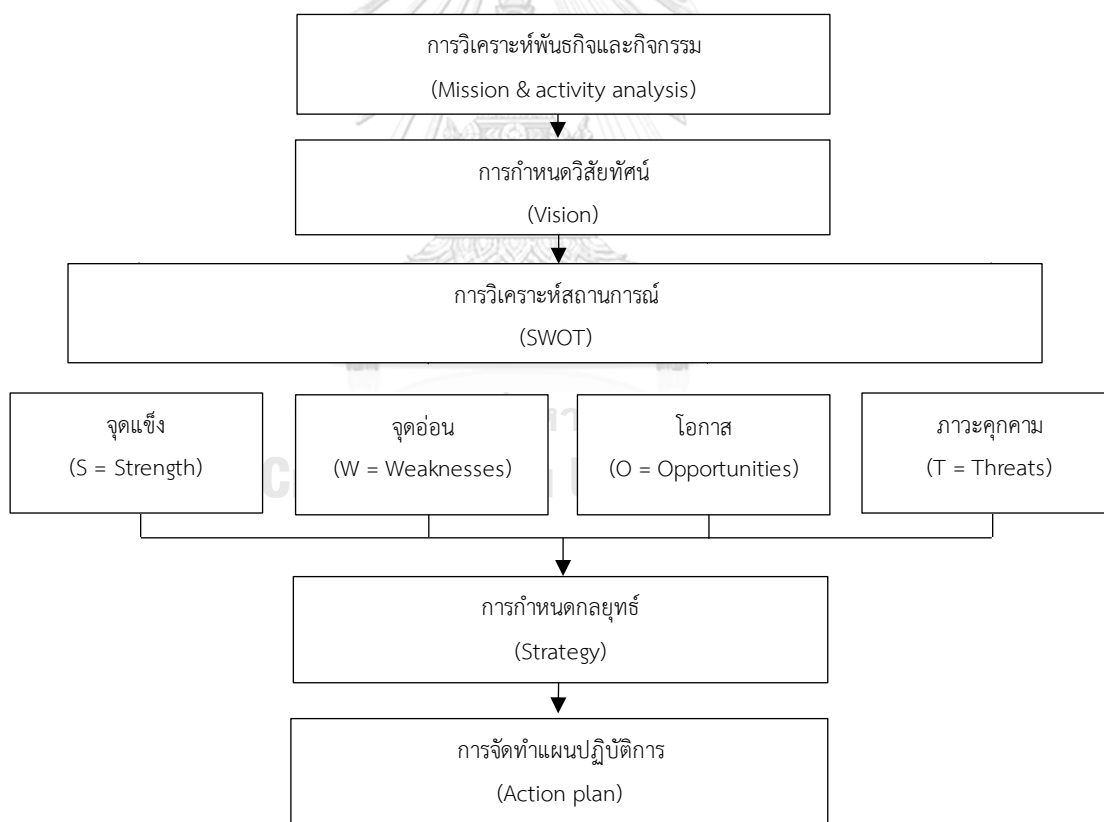 การวิเคราะห์พันธกิจและกิจกรรม
(Mission & activity analysis)
การกำหนดวิสัยทัศน์
(Vision)
การวิเคราะห์สถานการณ์
(SWOT)
จุดแข็ง
(S = Strength)
จุดอ่อน
(W = Weaknesses)
โอกาส
(O = Opportunities)
ภาวะคุกคาม
(T = Threats)
การกำหนดกลยุทธ์
(Strategy)
การจัดทำแผนปฏิบัติการ
(Action plan)